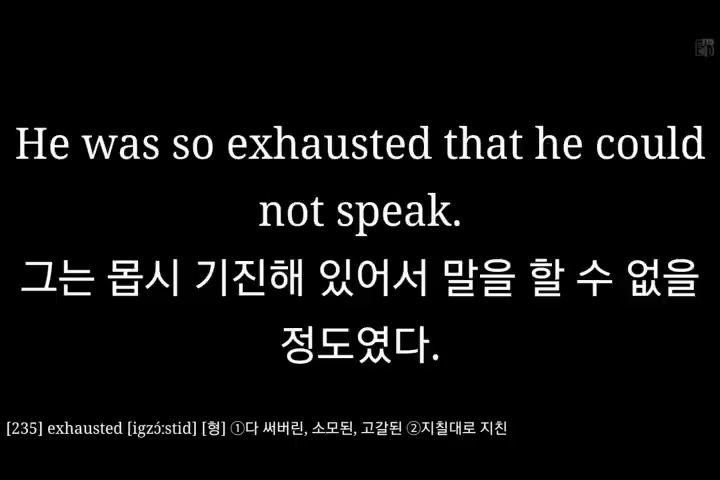 He was so exhausted that he could
not speak.
그는 몹시 기진해 있어서 말을 할 수 없을
정도였다.
[235] exhausted [igzɔ́:stid] [형] ①다 써버린, 소모된, 고갈된 ②지칠대로 지친